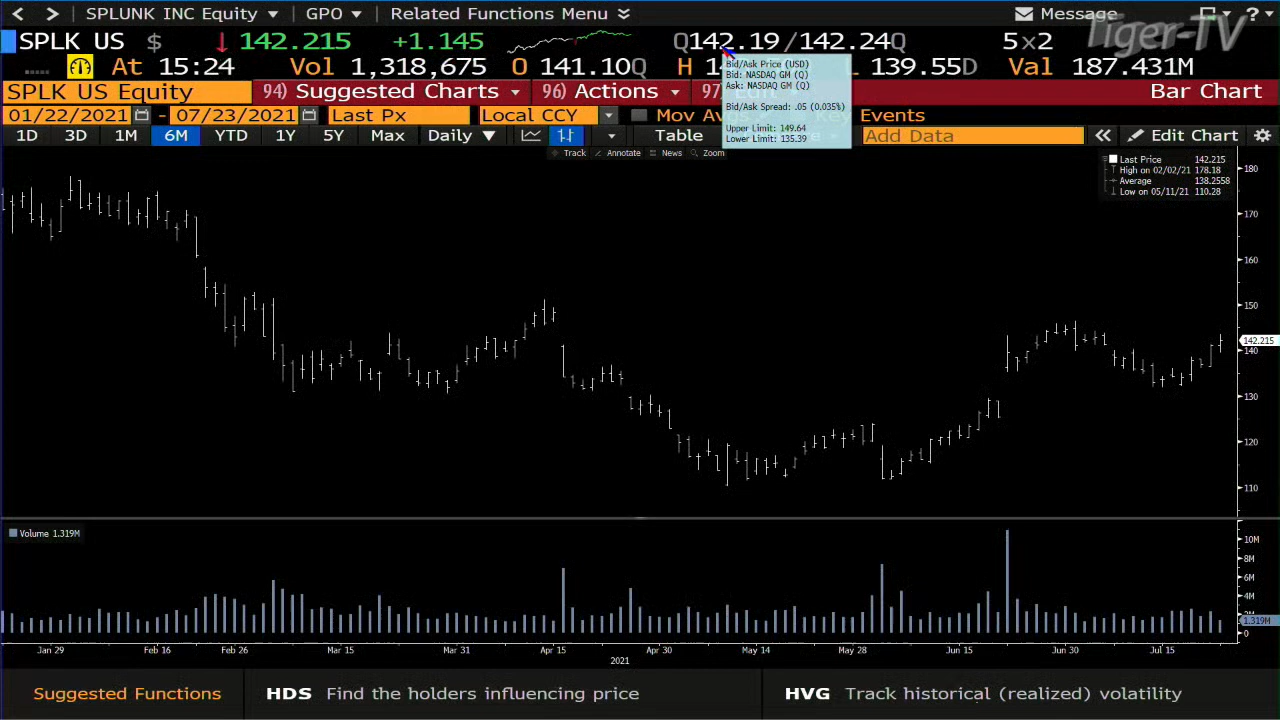 SPLUNK INC Equity GPO Related Functions Menu Message ?
SPLK US $ ↓ 142.215 +1.145 Q142.19/142.24Q 5x2 Tiger-TV
At 15:24 Vol 1,318,675 O 141.10Q H L 139.55D Val 187.431M
SPLK US Equity 94) Suggested Charts 96) Actions 97) Bar Chart
01/22/2021 - 07/23/2021 Last Px Local CCY Mov Avgs Key Events
1D 3D 1M 6M YTD 1Y 5Y Max Daily ▼ Table Add Data « Edit Chart
Bid/Ask Price (USD)
Bid: NASDAQ GM (Q)
Ask: NASDAQ GM (Q)
Bid/Ask Spread: .05 (0.035%)
Upper Limit: 149.64
Lower Limit: 135.39
Track Annotate News Zoom
Last Price 142.215
High on 02/02/21 178.18
Average 138.2558
Low on 05/11/21 110.28
180
170
160
150
142.215
140
130
120
110
Volume 1.319M
10M
8M
6M
4M
2M
1.319M
0
Jan 29 Feb 16 Feb 26 Mar 15 Mar 31 Apr 15 Apr 30 May 14 May 28 Jun 15 Jun 30 Jul 15
2021
Suggested Functions HDS Find the holders influencing price HVG Track historical (realized) volatility